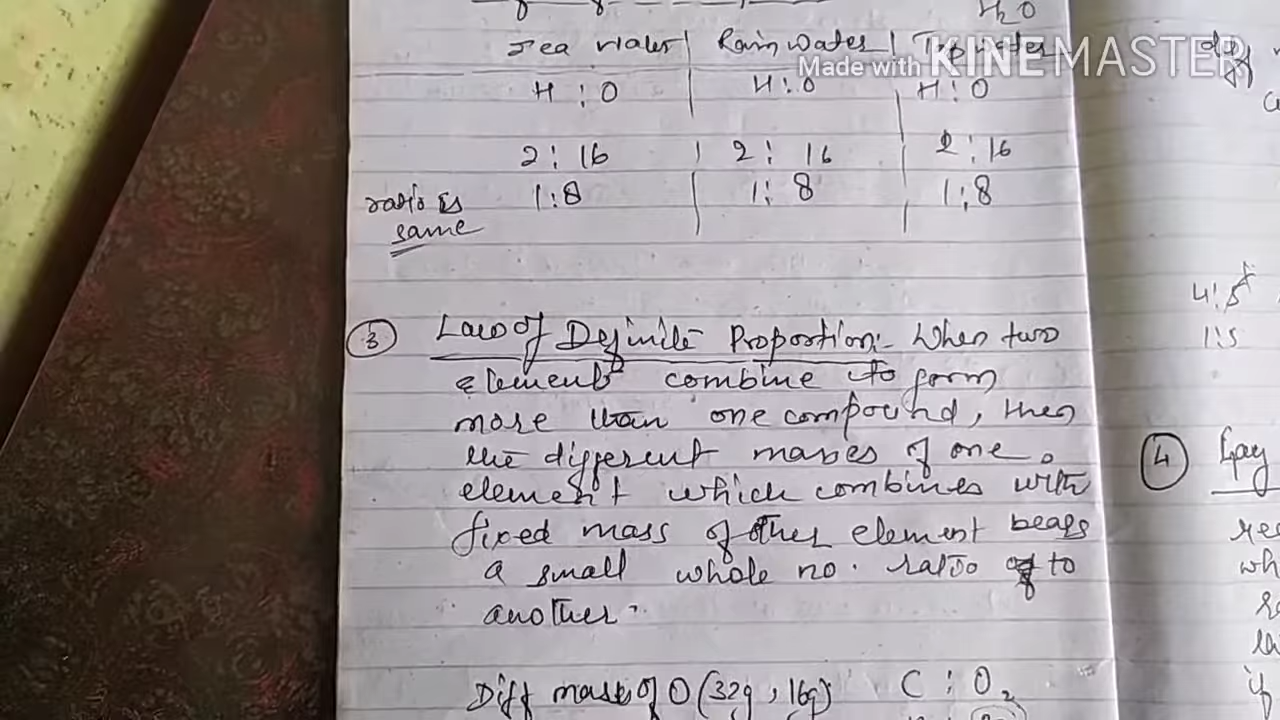 H₂O
Sea Water | Rain Water | Tap water
Made with KINEMASTER
H : O | H : O | H : O
2 : 16 | 2 : 16 | 2 : 16
1 : 8 | 1 : 8 | 1 : 8
ratio is
same
4:5
1:5
③ Law of Definite Proportion:- When two
elements combine to form
more than one compound, then
the different masses of one
element which combines with
fixed mass of other element bears
a small whole no. ratio to
another.
Diff mass of O (32g, 16g) C : O₂
④ Gay